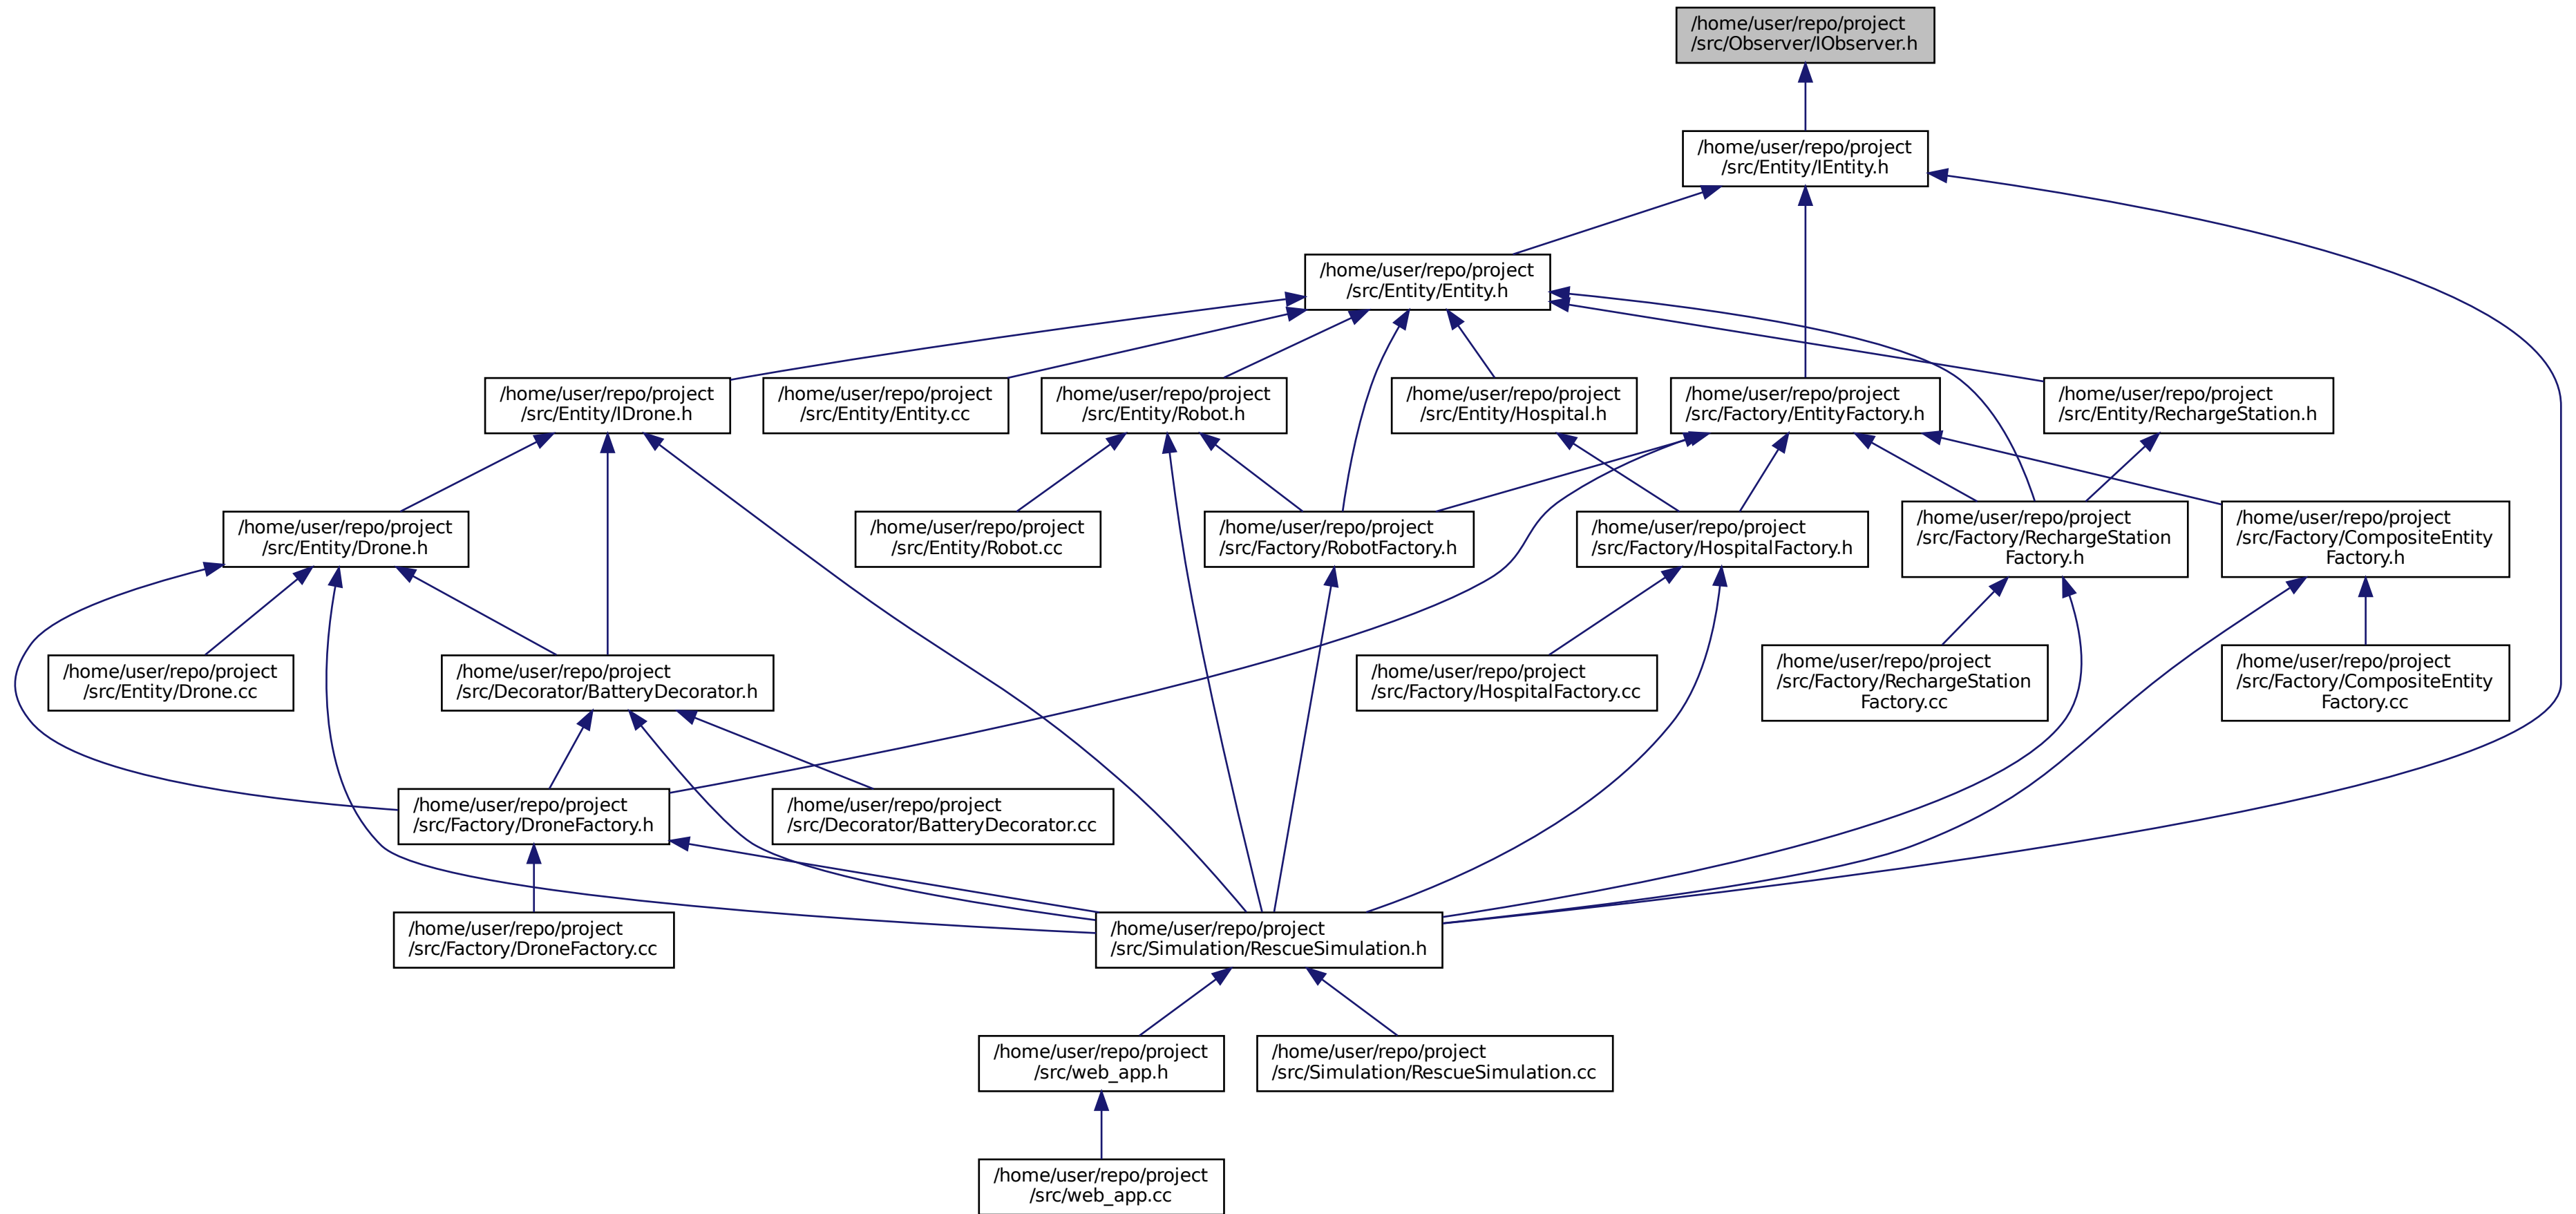 /home/user/repo/project
/src/Observer/IObserver.h
/home/user/repo/project
/src/Entity/IEntity.h
/home/user/repo/project
/src/Entity/Entity.h
/home/user/repo/project
/src/Entity/IDrone.h
/home/user/repo/project
/src/Entity/Entity.cc
/home/user/repo/project
/src/Entity/Robot.h
/home/user/repo/project
/src/Entity/Hospital.h
/home/user/repo/project
/src/Factory/EntityFactory.h
/home/user/repo/project
/src/Entity/RechargeStation.h
/home/user/repo/project
/src/Entity/Drone.h
/home/user/repo/project
/src/Entity/Robot.cc
/home/user/repo/project
/src/Factory/RobotFactory.h
/home/user/repo/project
/src/Factory/HospitalFactory.h
/home/user/repo/project
/src/Factory/RechargeStation
Factory.h
/home/user/repo/project
/src/Factory/CompositeEntity
Factory.h
/home/user/repo/project
/src/Entity/Drone.cc
/home/user/repo/project
/src/Decorator/BatteryDecorator.h
/home/user/repo/project
/src/Factory/HospitalFactory.cc
/home/user/repo/project
/src/Factory/RechargeStation
Factory.cc
/home/user/repo/project
/src/Factory/CompositeEntity
Factory.cc
/home/user/repo/project
/src/Factory/DroneFactory.h
/home/user/repo/project
/src/Decorator/BatteryDecorator.cc
/home/user/repo/project
/src/Factory/DroneFactory.cc
/home/user/repo/project
/src/Simulation/RescueSimulation.h
/home/user/repo/project
/src/web_app.h
/home/user/repo/project
/src/Simulation/RescueSimulation.cc
/home/user/repo/project
/src/web_app.cc